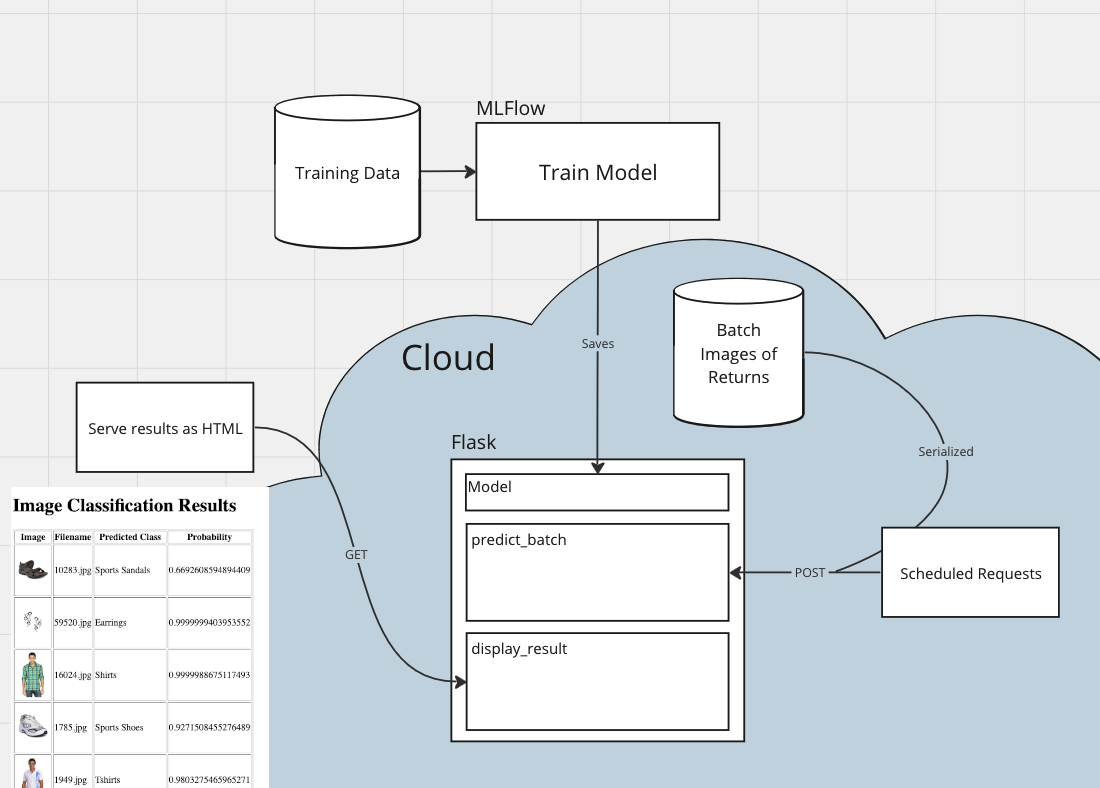 MLFlow
Training Data
Train Model
Saves
Batch
Images of
Returns
Cloud
Serve results as HTML
Flask
Serialized
Model
predict_batch
GET
POST
Scheduled Requests
display_result
Image Classification Results
Image Filename Predicted Class Probability
10283.jpg Sports Sandals 0.6692608594894409
59520.jpg Earrings 0.9999999403953552
16024.jpg Shirts 0.9999988675117493
1785.jpg Sports Shoes 0.9271508455276489
1949.jpg Tshirts 0.9803275465965271